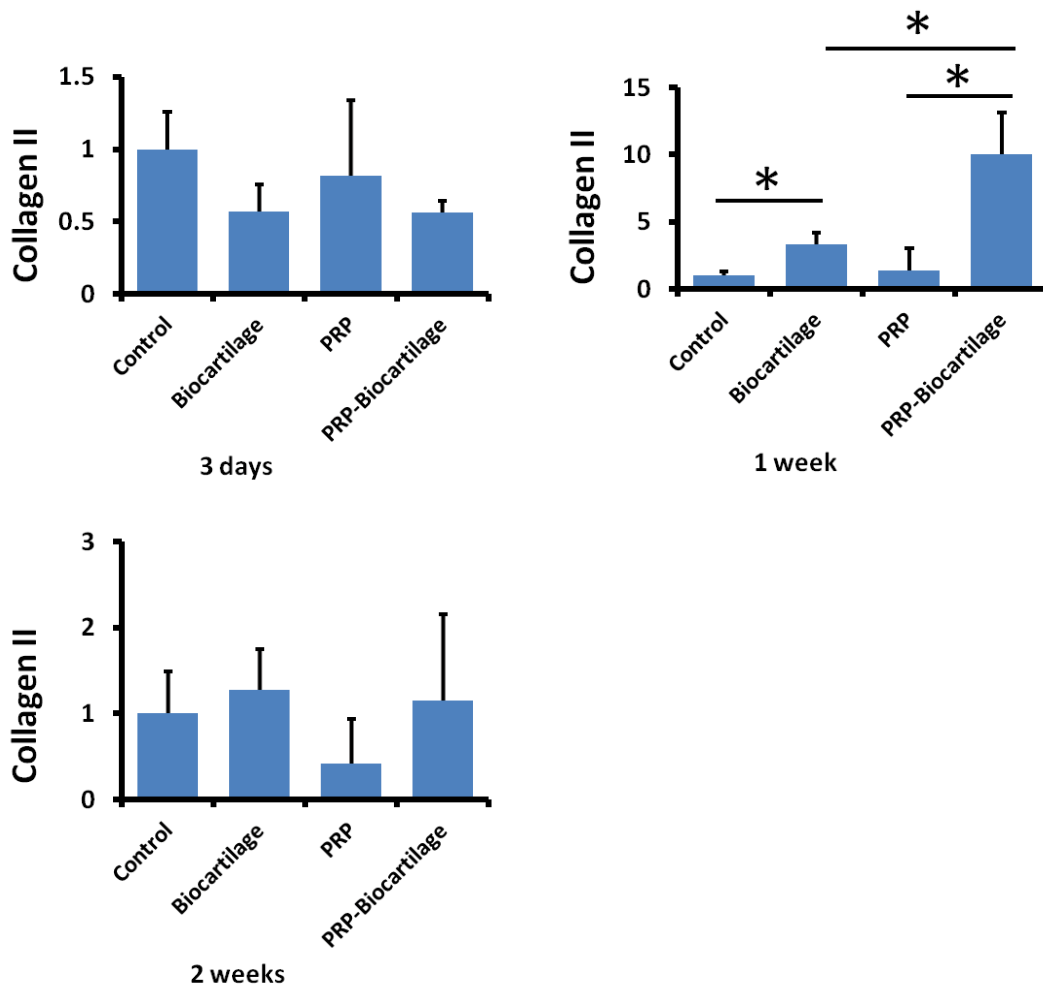 Collagen II
1.5
1
0.5
0
Control
Biocartilage
PRP
PRP-Biocartilage
3 days
*
*
*
Collagen II
15
10
5
0
Control
Biocartilage
PRP
PRP-Biocartilage
1 week
Collagen II
3
2
1
0
Control
Biocartilage
PRP
PRP-Biocartilage
2 weeks